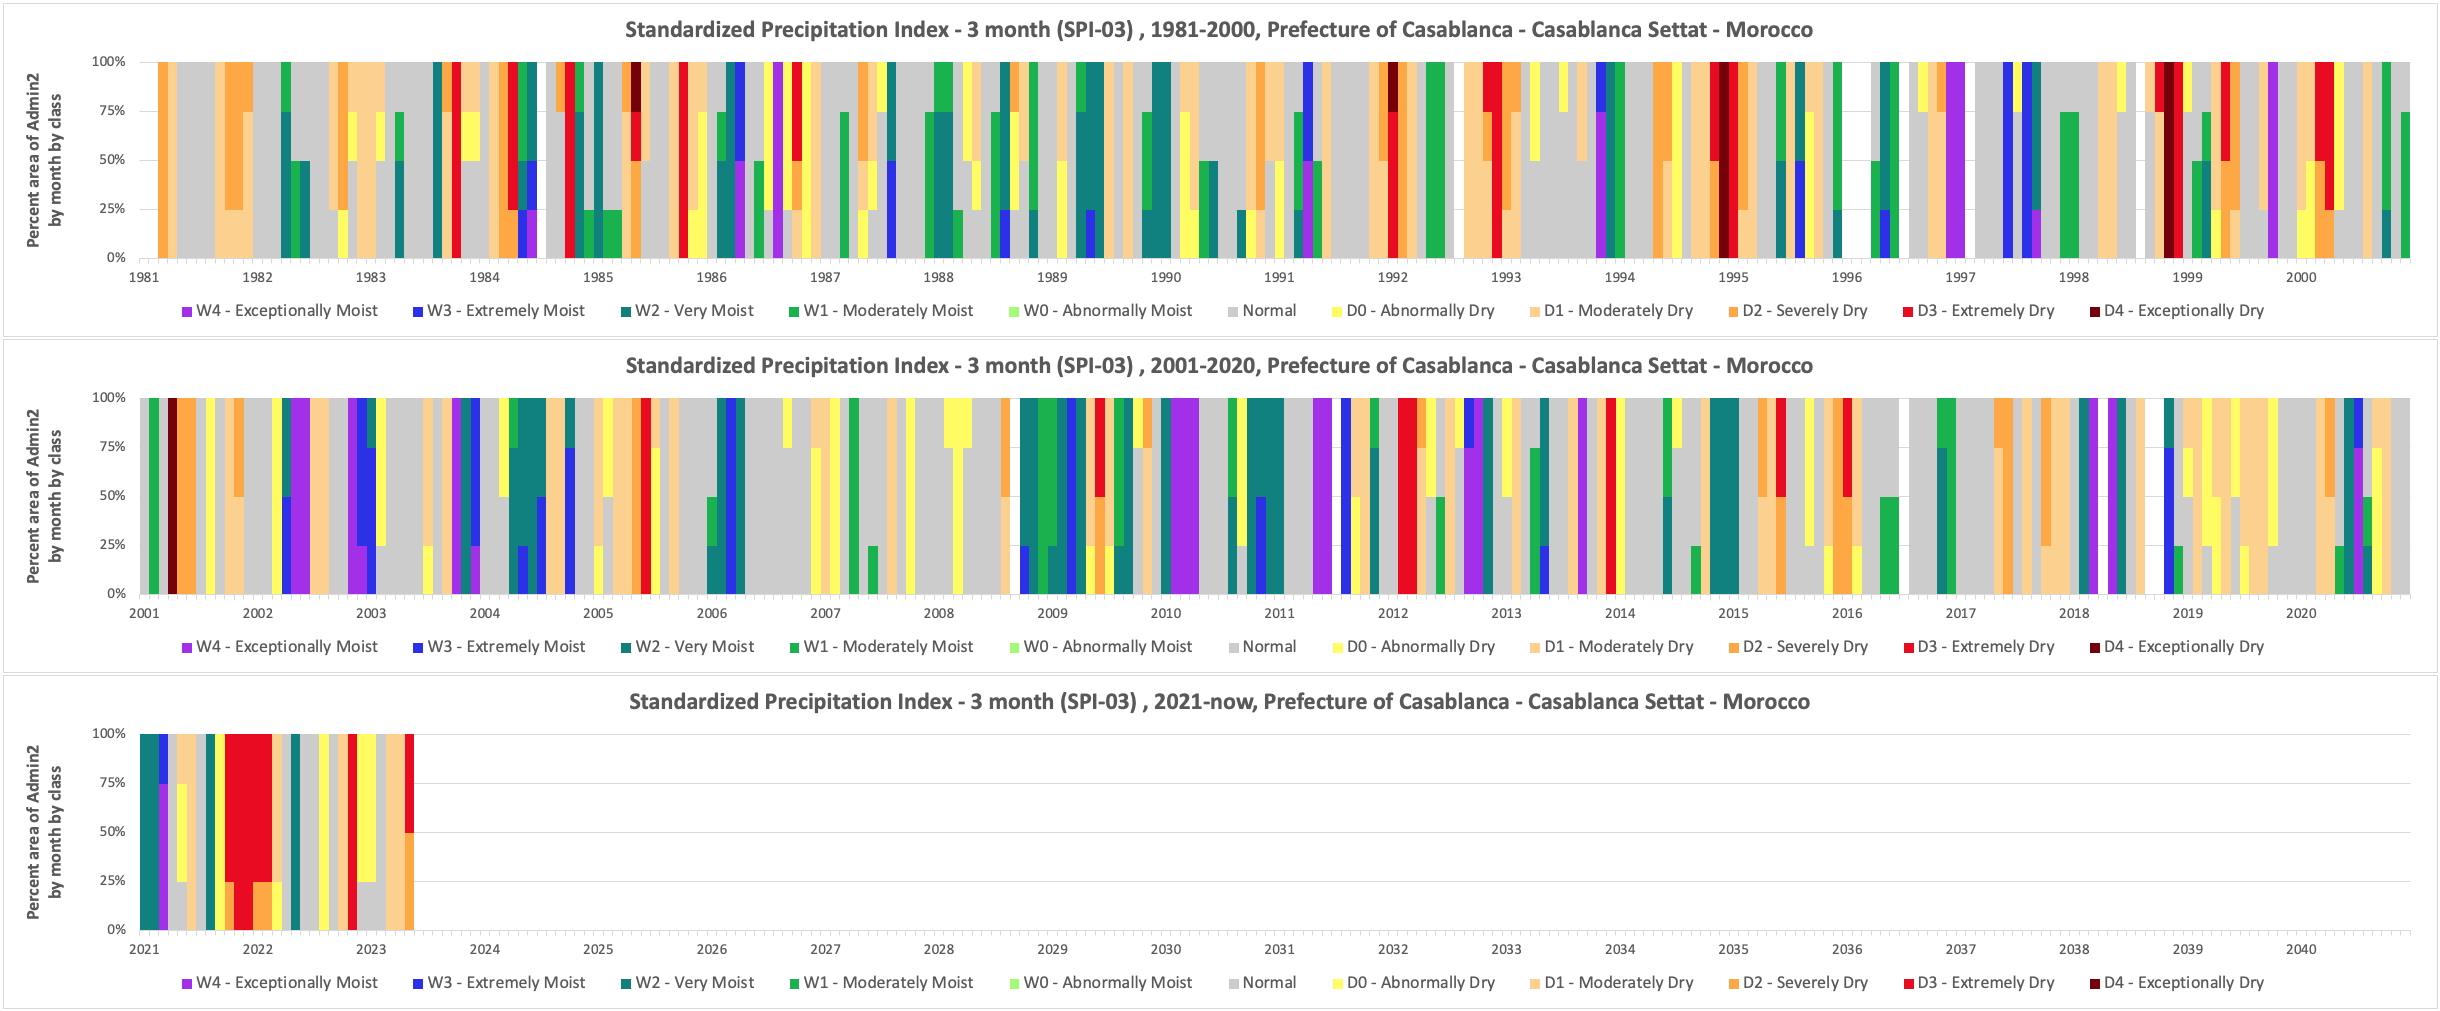 Standardized Precipitation Index - 3 month (SPI-03) , 1981-2000, Prefecture of Casablanca - Casablanca Settat - Morocco
Percent area of Admin2
by month by class
100%
75%
50%
25%
0%
1981 1982 1983 1984 1985 1986 1987 1988 1989 1990 1991 1992 1993 1994 1995 1996 1997 1998 1999 2000
W4 - Exceptionally Moist W3 - Extremely Moist W2 - Very Moist W1 - Moderately Moist W0 - Abnormally Moist Normal D0 - Abnormally Dry D1 - Moderately Dry D2 - Severely Dry D3 - Extremely Dry D4 - Exceptionally Dry
Standardized Precipitation Index - 3 month (SPI-03) , 2001-2020, Prefecture of Casablanca - Casablanca Settat - Morocco
Percent area of Admin2
by month by class
100%
75%
50%
25%
0%
2001 2002 2003 2004 2005 2006 2007 2008 2009 2010 2011 2012 2013 2014 2015 2016 2017 2018 2019 2020
W4 - Exceptionally Moist W3 - Extremely Moist W2 - Very Moist W1 - Moderately Moist W0 - Abnormally Moist Normal D0 - Abnormally Dry D1 - Moderately Dry D2 - Severely Dry D3 - Extremely Dry D4 - Exceptionally Dry
Standardized Precipitation Index - 3 month (SPI-03) , 2021-now, Prefecture of Casablanca - Casablanca Settat - Morocco
Percent area of Admin2
by month by class
100%
75%
50%
25%
0%
2021 2022 2023 2024 2025 2026 2027 2028 2029 2030 2031 2032 2033 2034 2035 2036 2037 2038 2039 2040
W4 - Exceptionally Moist W3 - Extremely Moist W2 - Very Moist W1 - Moderately Moist W0 - Abnormally Moist Normal D0 - Abnormally Dry D1 - Moderately Dry D2 - Severely Dry D3 - Extremely Dry D4 - Exceptionally Dry